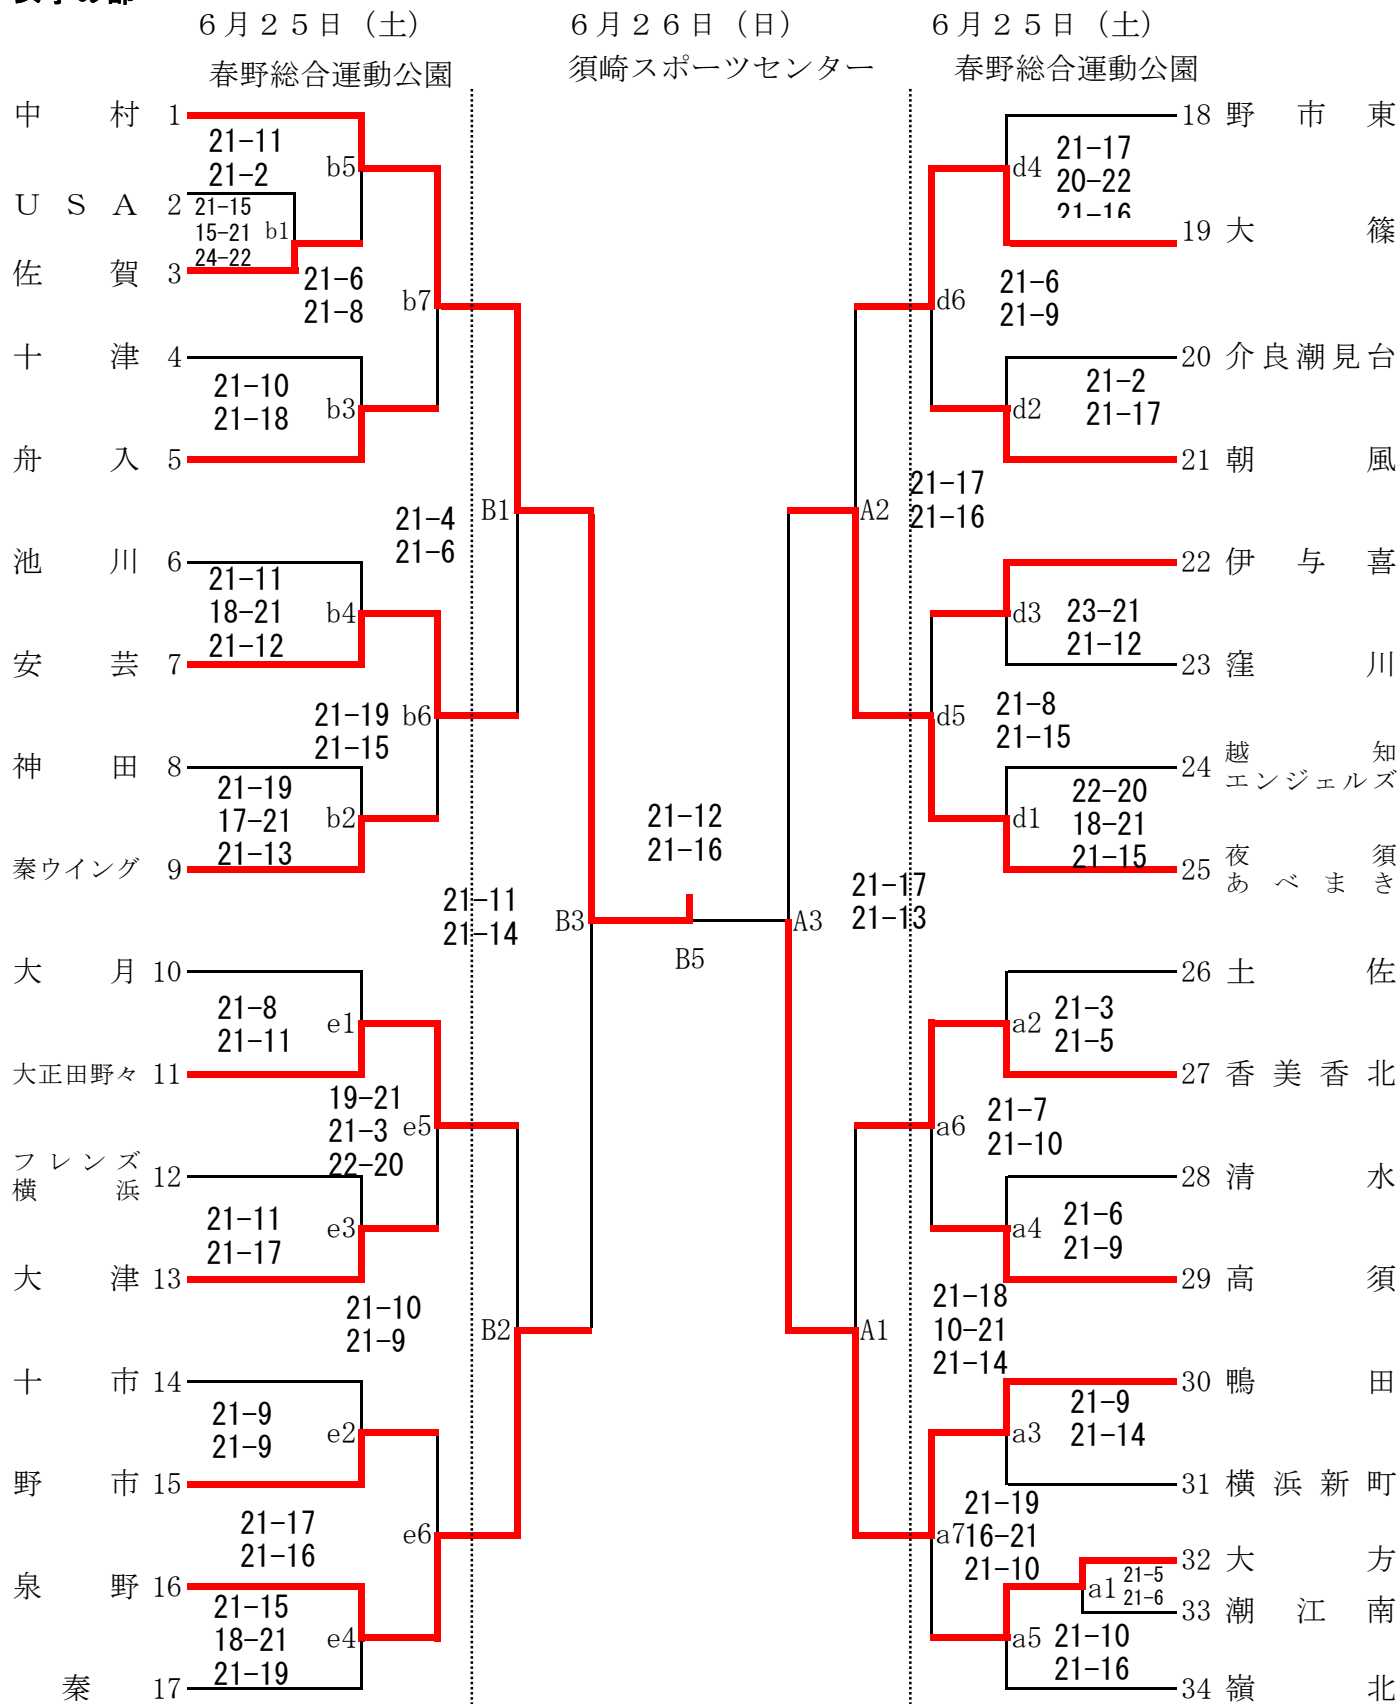 6月25日（土）
6月26日（日）
6月25日（土）
春野総合運動公園
須崎スポーツセンター
春野総合運動公園
中村 1
21-11
21-2
b5
USA 2
21-15
15-21
24-22
b1
佐賀 3
21-6
21-8
b7
十津 4
21-10
21-18
b3
舟入 5
21-4
21-6
B1
池川 6
21-11
18-21
21-12
b4
安芸 7
21-19
21-15
b6
神田 8
21-19
17-21
21-13
b2
秦ウイング 9
21-11
21-14
B3
大月 10
21-8
21-11
e1
大正田野々 11
19-21
21-3
22-20
e5
フレンズ
横浜 12
21-11
21-17
e3
大津 13
21-10
21-9
B2
十市 14
21-9
21-9
e2
野市 15
21-17
21-16
e6
泉野 16
21-15
18-21
21-19
e4
秦 17
21-12
21-16
B5
18 野市東
d4
21-17
20-22
21-16
19 大篠
d6
21-6
21-9
20 介良潮見台
d2
21-2
21-17
21 朝風
A2
21-17
21-16
22 伊与喜
d3
23-21
21-12
23 窪川
d5
21-8
21-15
24 越知
エンジェルズ
d1
22-20
18-21
21-15
25 夜須
あべまき
A3
21-17
21-13
26 土佐
a2
21-3
21-5
27 香美香北
a6
21-7
21-10
28 清水
a4
21-6
21-9
29 高須
A1
21-18
10-21
21-14
30 鴨田
a3
21-9
21-14
31 横浜新町
a7
21-19
16-21
21-10
32 大方
a1
21-5
21-6
33 潮江南
a5
21-10
21-16
34 嶺北